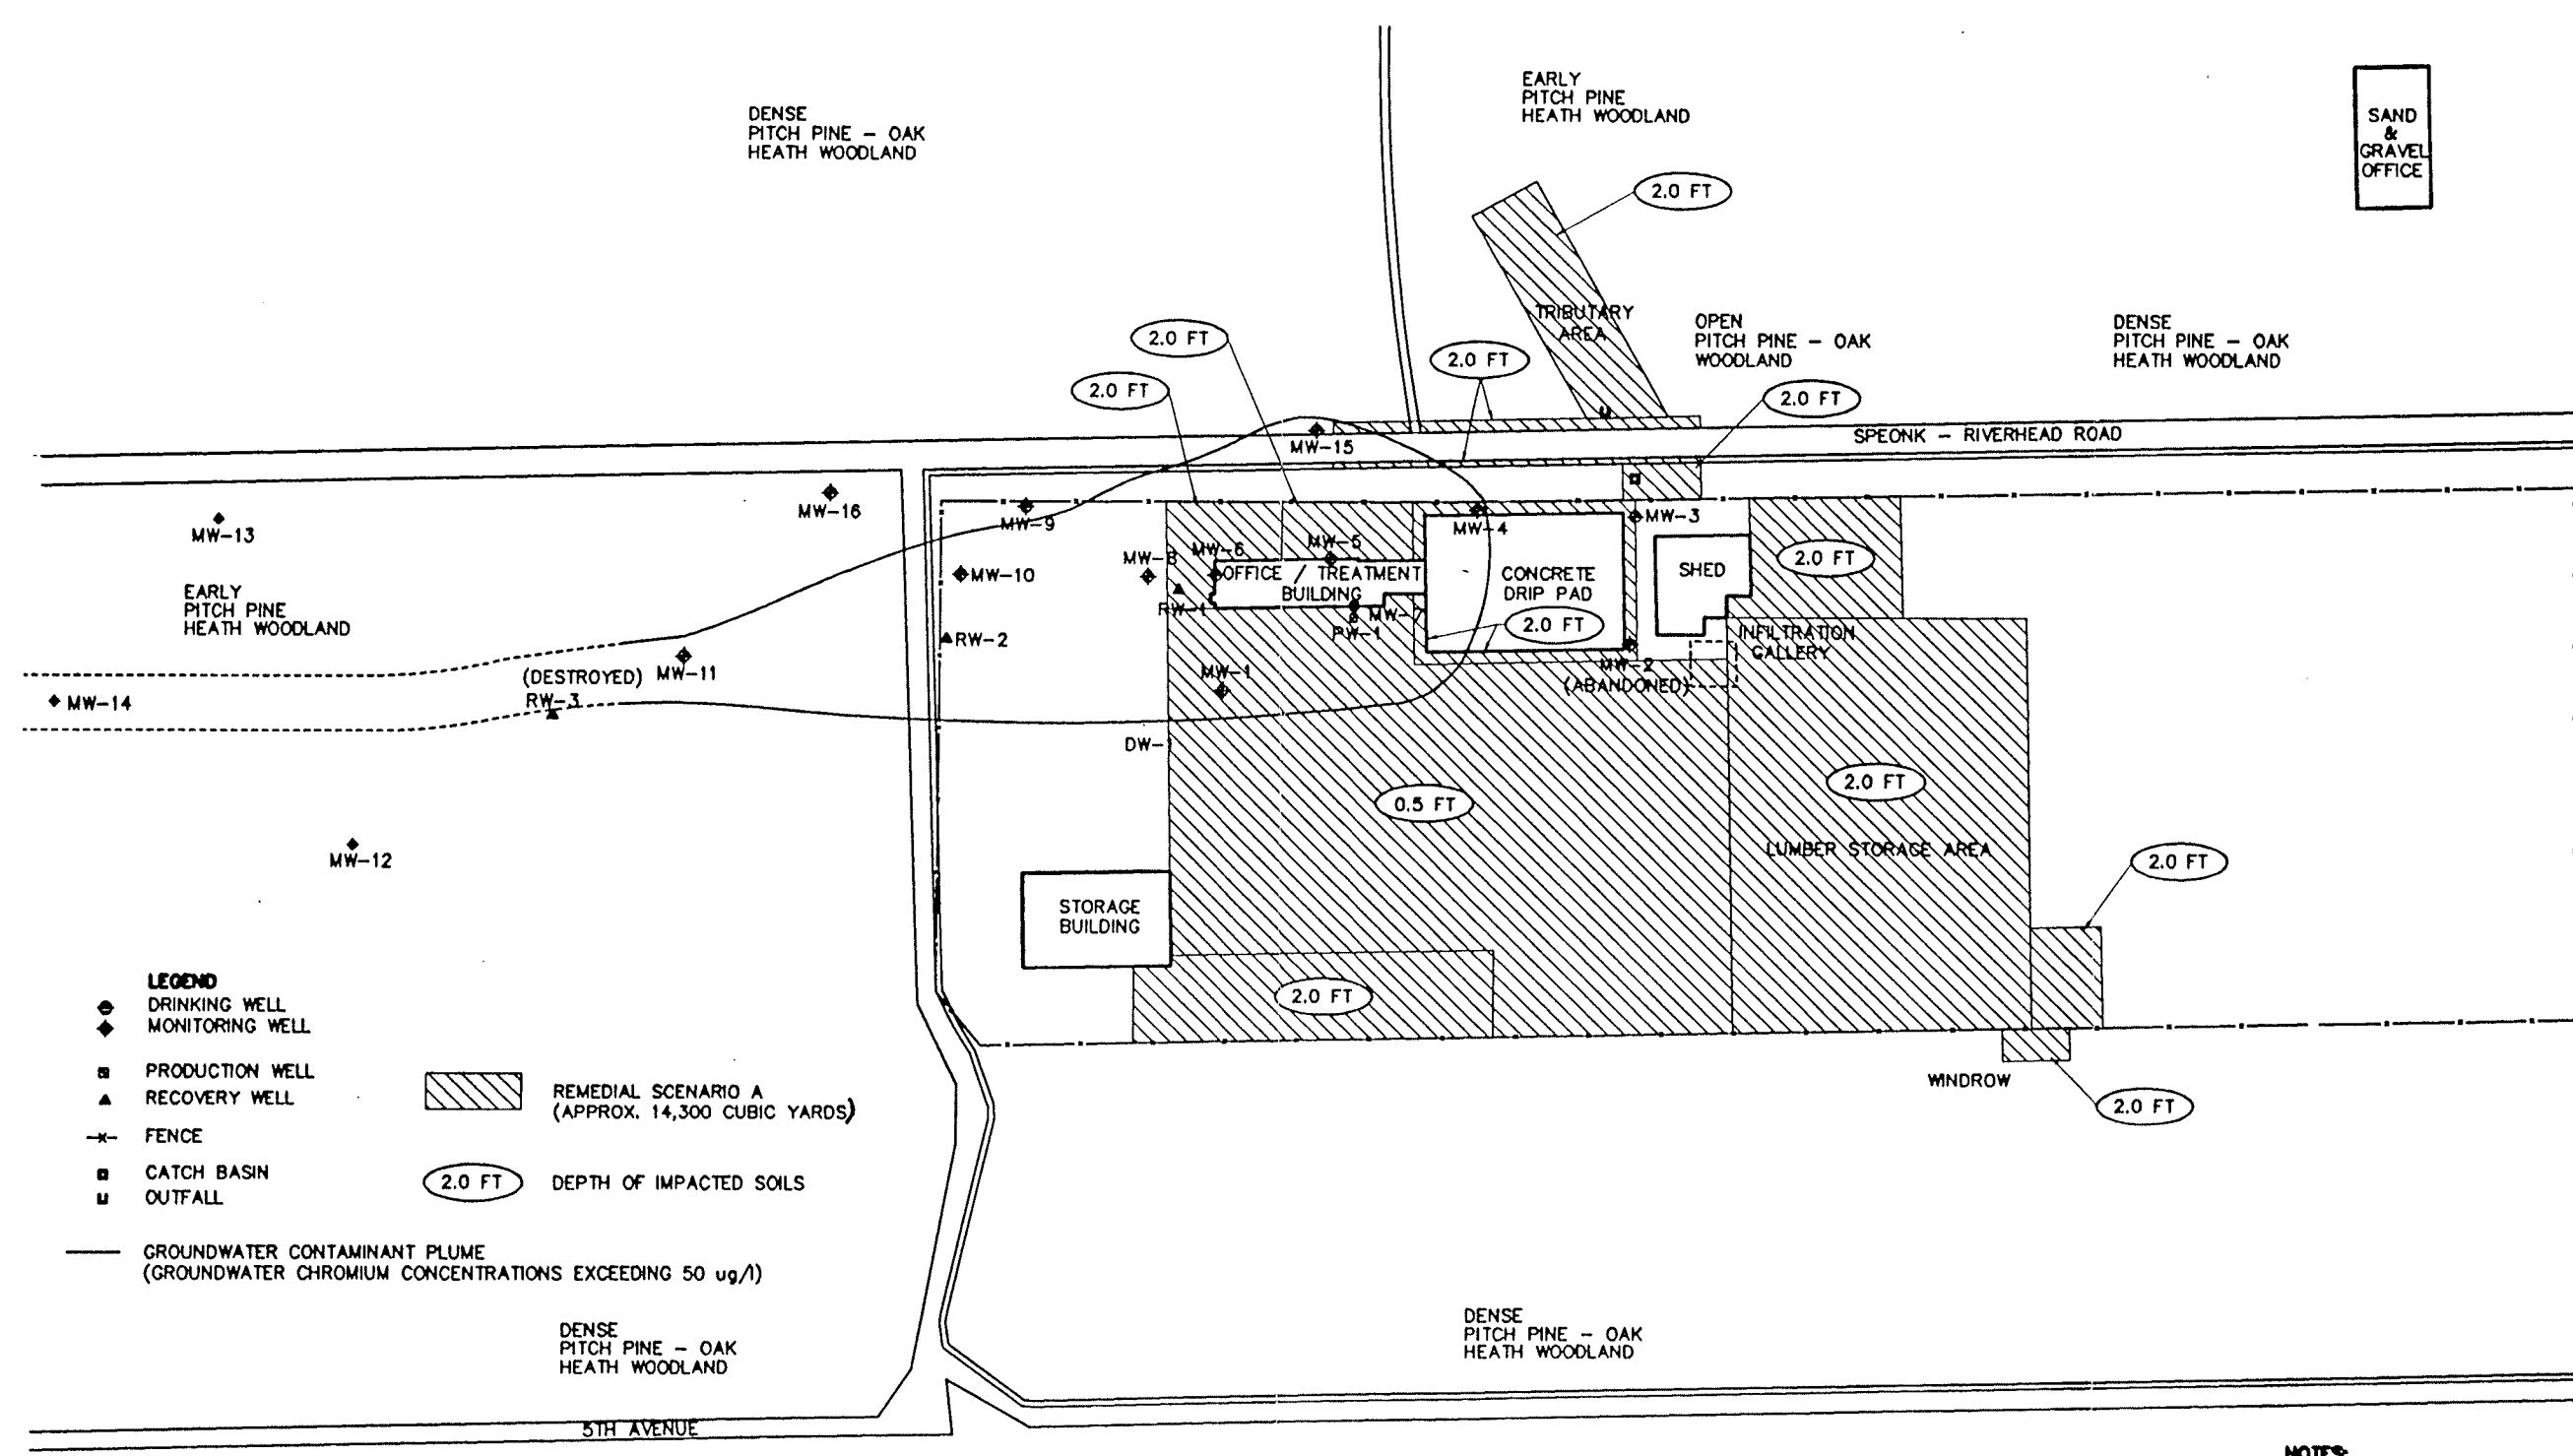 EARLY
PITCH PINE
HEATH WOODLAND
SAND
&
GRAVEL
OFFICE
DENSE
PITCH PINE – OAK
HEATH WOODLAND
2.0 FT
TRIBUTARY
AREA
OPEN
PITCH PINE – OAK
WOODLAND
DENSE
PITCH PINE – OAK
HEATH WOODLAND
2.0 FT
2.0 FT
2.0 FT
2.0 FT
SPEONK – RIVERHEAD ROAD
MW-15
MW-16
MW-9
MW-4
MW-3
MW-13
MW-5
MW-6
MW-8
MW-10
OFFICE / TREATMENT
BUILDING
CONCRETE
DRIP PAD
SHED
2.0 FT
EARLY
PITCH PINE
HEATH WOODLAND
RW-1
MW-7
PW-1
2.0 FT
RW-2
INFILTRATION
GALLERY
MW-11
(DESTROYED)
RW-3
MW-1
MW-2
(ABANDONED)
MW-14
DW-
2.0 FT
0.5 FT
LUMBER STORAGE AREA
MW-12
2.0 FT
STORAGE
BUILDING
2.0 FT
WINDROW
2.0 FT
LEGEND
DRINKING WELL
MONITORING WELL
PRODUCTION WELL
RECOVERY WELL
FENCE
CATCH BASIN
OUTFALL
REMEDIAL SCENARIO A
(APPROX. 14,300 CUBIC YARDS)
2.0 FT
DEPTH OF IMPACTED SOILS
GROUNDWATER CONTAMINANT PLUME
(GROUNDWATER CHROMIUM CONCENTRATIONS EXCEEDING 50 ug/l)
DENSE
PITCH PINE – OAK
HEATH WOODLAND
DENSE
PITCH PINE – OAK
HEATH WOODLAND
5TH AVENUE
NOTES: